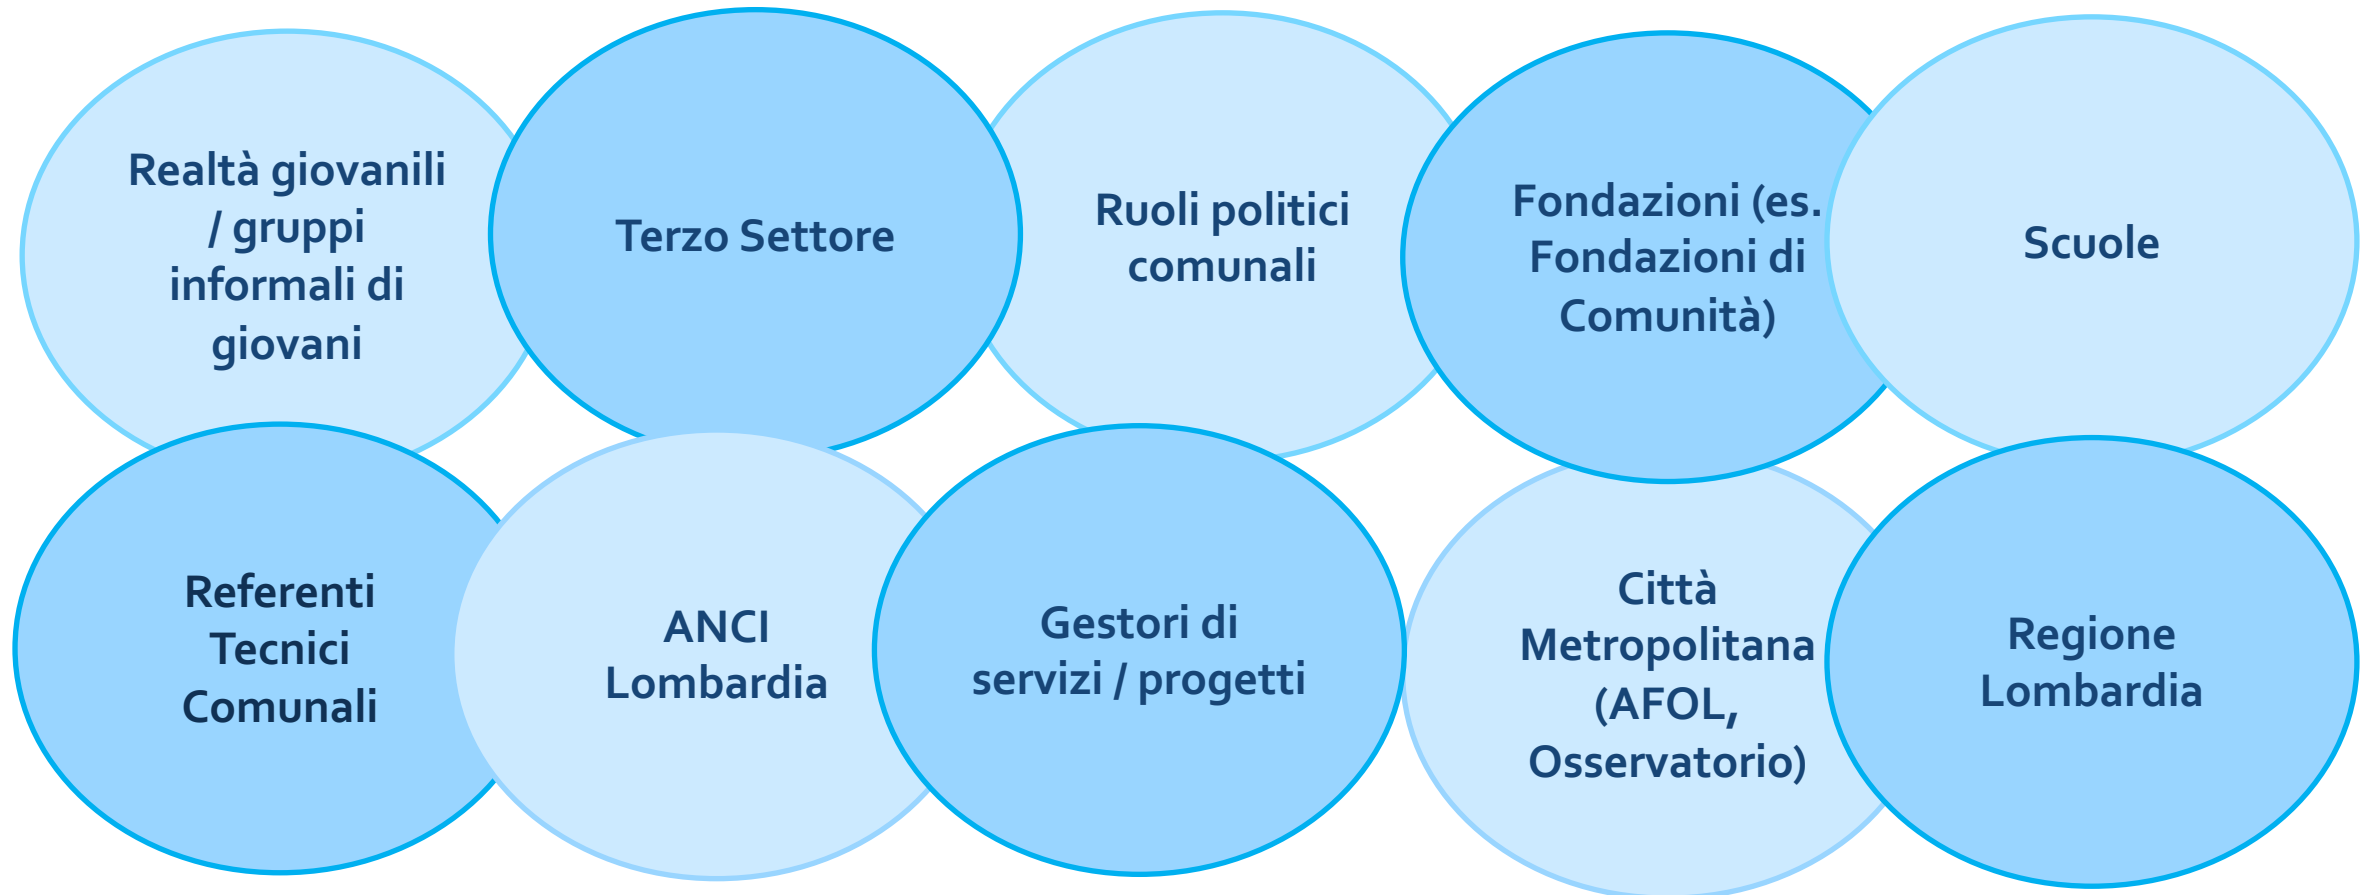 Realtà giovanili
/ gruppi
informali di
giovani
Terzo Settore
Ruoli politici
comunali
Fondazioni (es.
Fondazioni di
Comunità)
Scuole
Referenti
Tecnici
Comunali
ANCI
Lombardia
Gestori di
servizi / progetti
Città
Metropolitana
(AFOL,
Osservatorio)
Regione
Lombardia